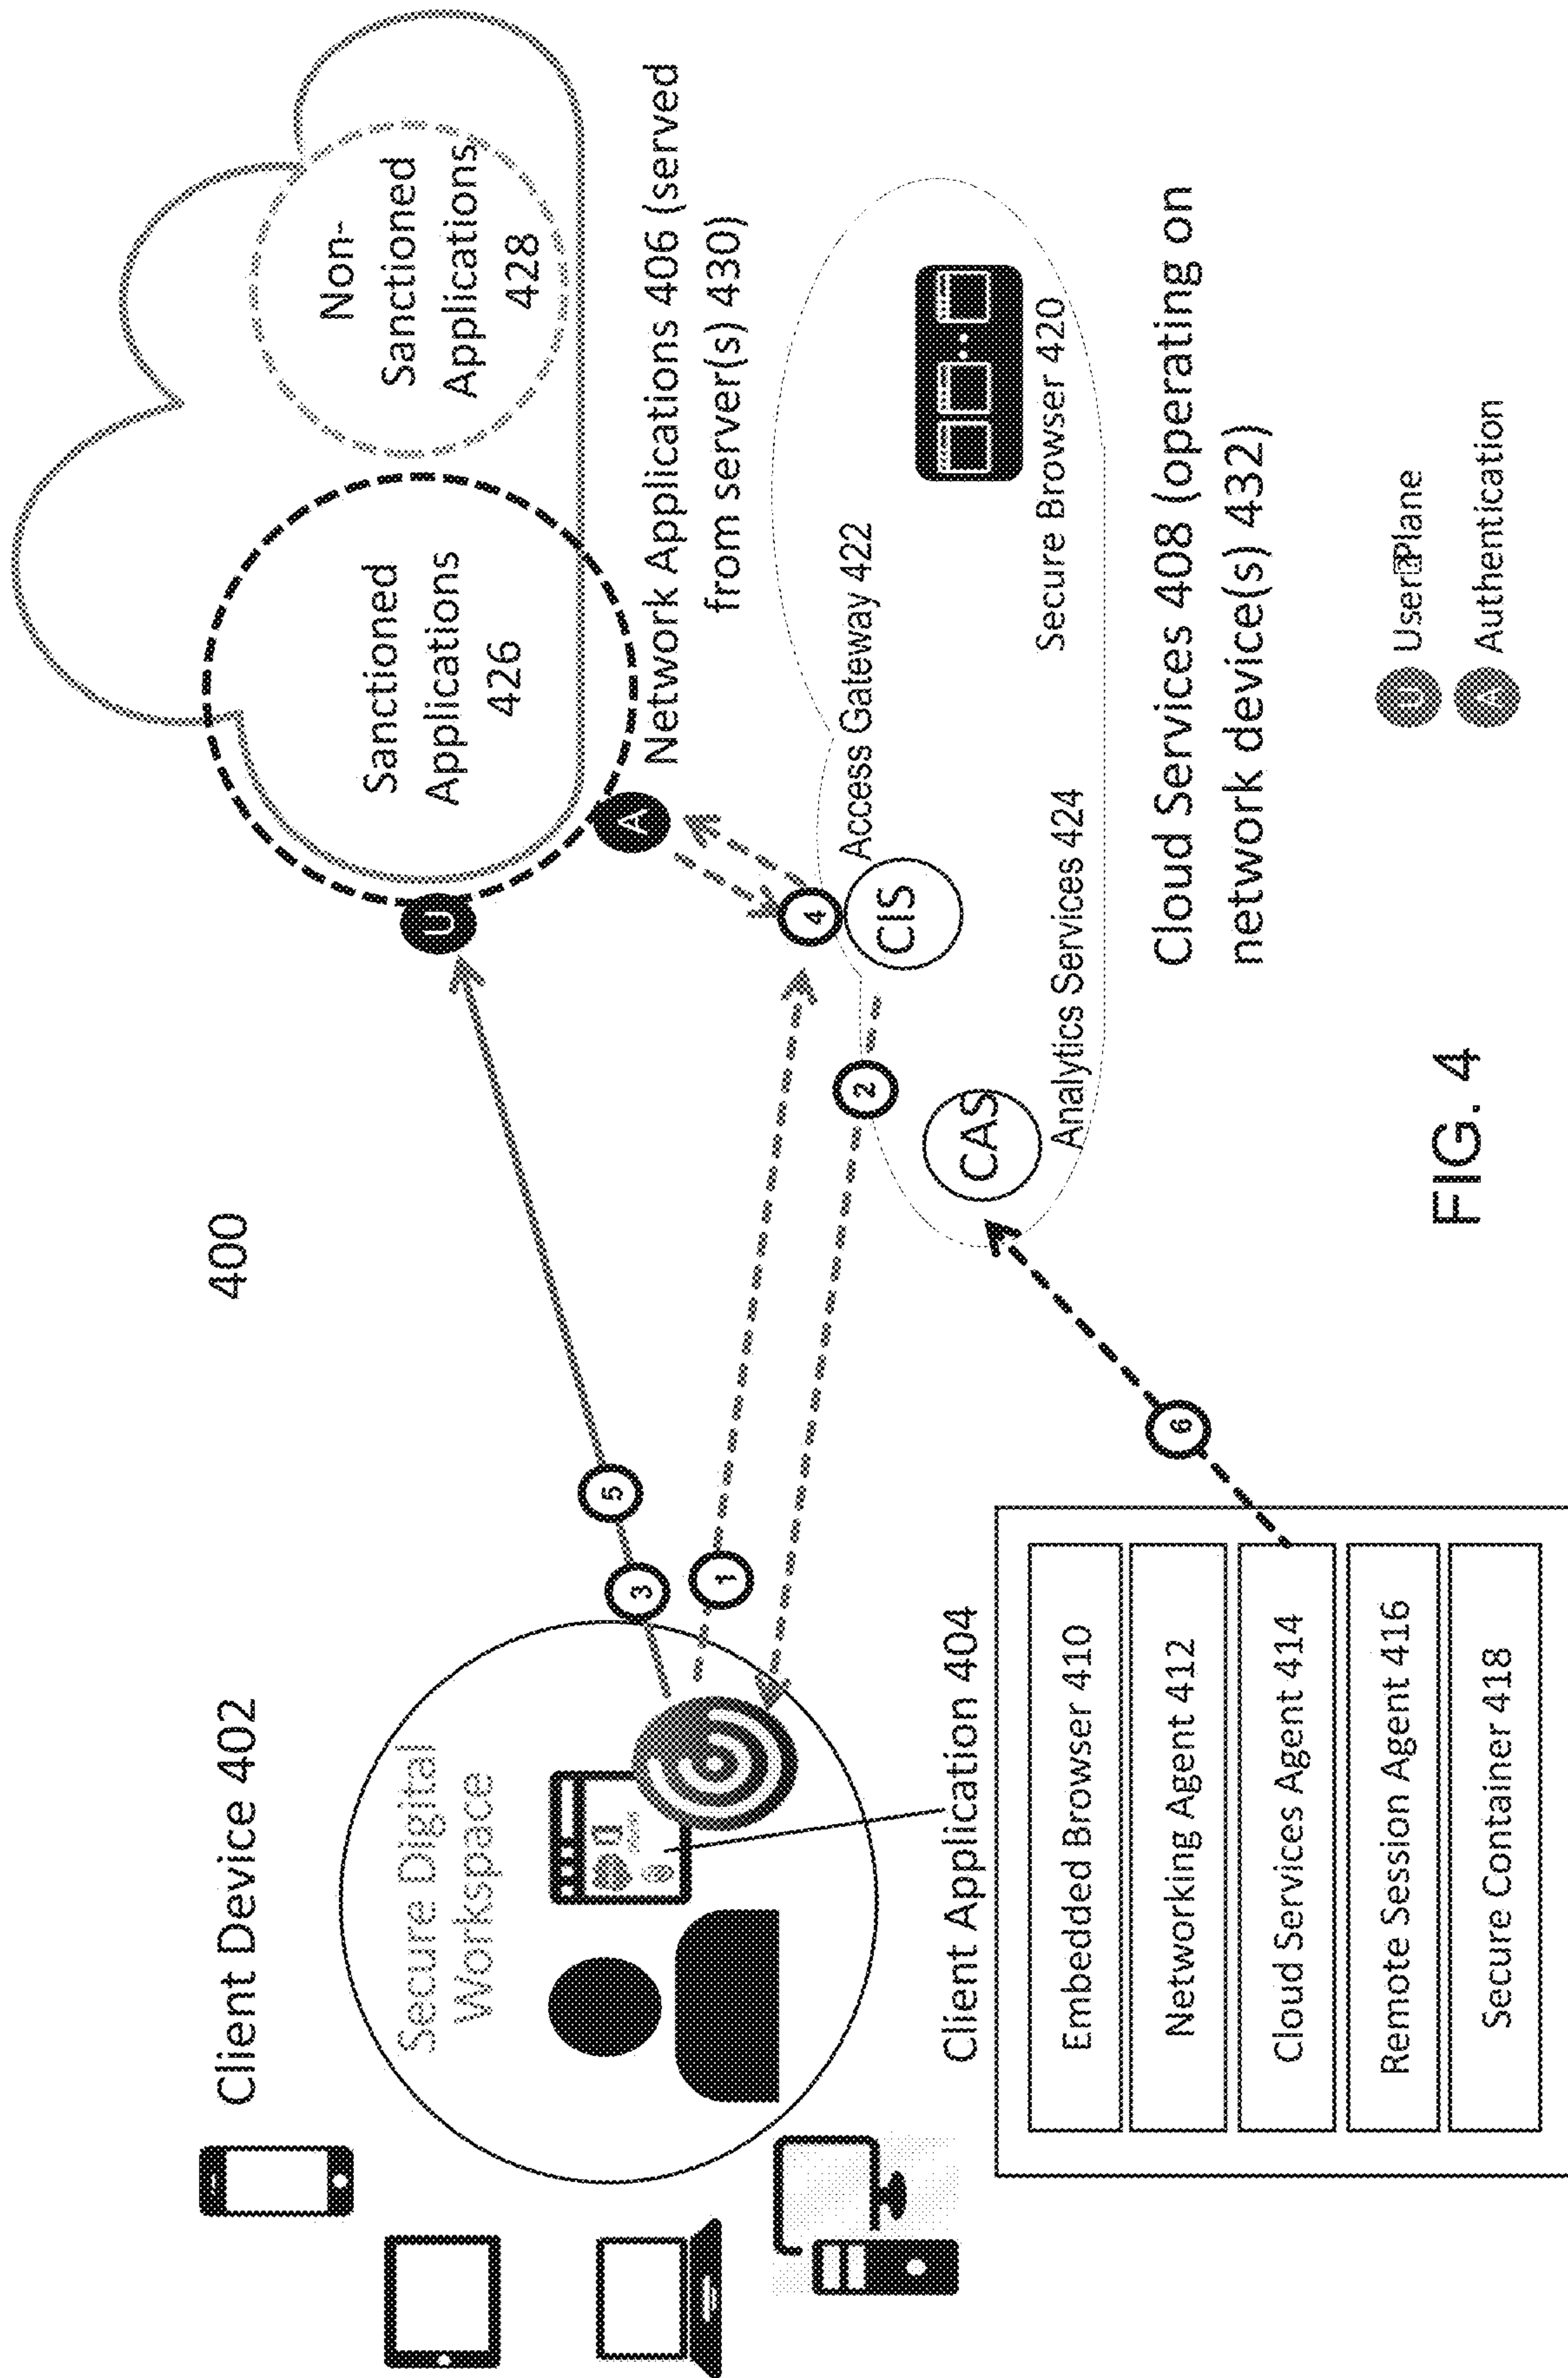 400
Client Device 402
Secure Digital
Workspace
3
5
1
2
4
6
U
A
Sanctioned
Applications
426
Non-
Sanctioned
Applications
428
Network Applications 406 (served
from server(s) 430)
Client Application 404
Embedded Browser 410
Networking Agent 412
Cloud Services Agent 414
Remote Session Agent 416
Secure Container 418
Access Gateway 422
CIS
CAS
Analytics Services 424
Secure Browser 420
Cloud Services 408 (operating on
network device(s) 432)
U User Plane
A Authentication
FIG. 4